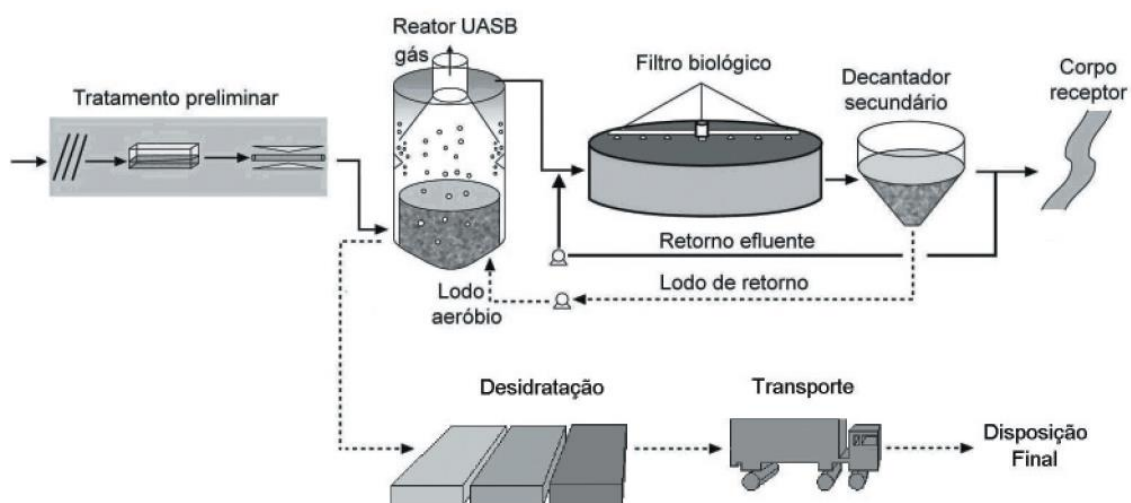 Reator UASB
gás
Filtro biológico
Decantador
secundário
Corpo
receptor
Tratamento preliminar
Retorno efluente
Lodo de retorno
Lodo
aeróbio
Desidratação
Transporte
Disposição
Final